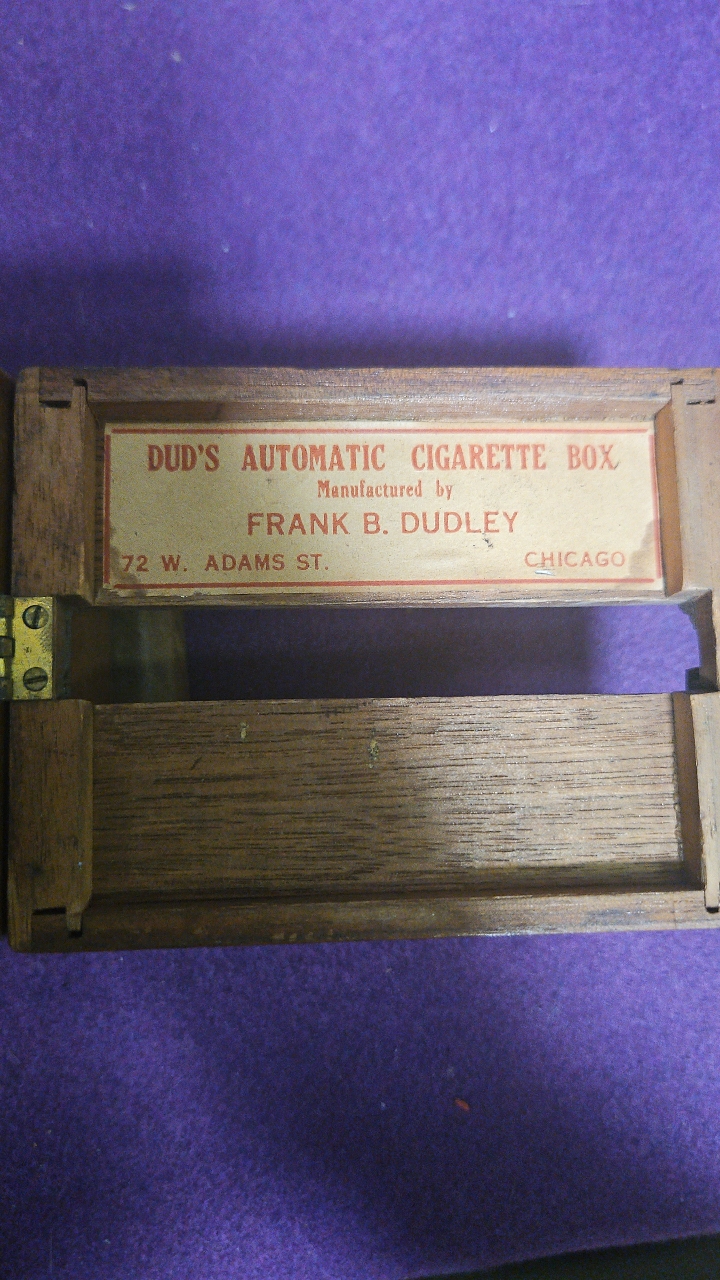 DUD'S AUTOMATIC CIGARETTE BOX
Manufactured by
FRANK B. DUDLEY
72 W. ADAMS ST. CHICAGO